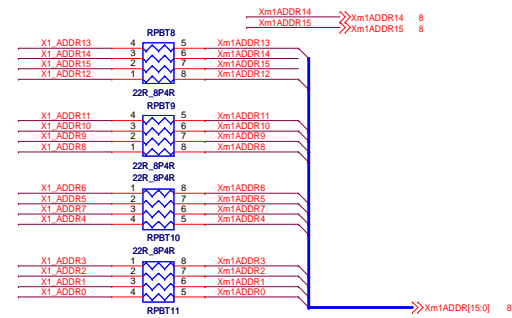 Xm1ADDR14 Xm1ADDR14 8
Xm1ADDR15 Xm1ADDR15 8
RPBT8
X1_ADDR13 4 5 Xm1ADDR13
X1_ADDR14 3 6 Xm1ADDR14
X1_ADDR15 2 7 Xm1ADDR15
X1_ADDR12 1 8 Xm1ADDR12
22R_8P4R
RPBT9
X1_ADDR11 4 5 Xm1ADDR11
X1_ADDR10 3 6 Xm1ADDR10
X1_ADDR9 2 7 Xm1ADDR9
X1_ADDR8 1 8 Xm1ADDR8
22R_8P4R
22R_8P4R
X1_ADDR6 1 8 Xm1ADDR6
X1_ADDR5 2 7 Xm1ADDR5
X1_ADDR7 3 6 Xm1ADDR7
X1_ADDR4 4 5 Xm1ADDR4
RPBT10
22R_8P4R
X1_ADDR3 1 8 Xm1ADDR3
X1_ADDR2 2 7 Xm1ADDR2
X1_ADDR1 3 6 Xm1ADDR1
X1_ADDR0 4 5 Xm1ADDR0
RPBT11
Xm1ADDR[15:0] 8